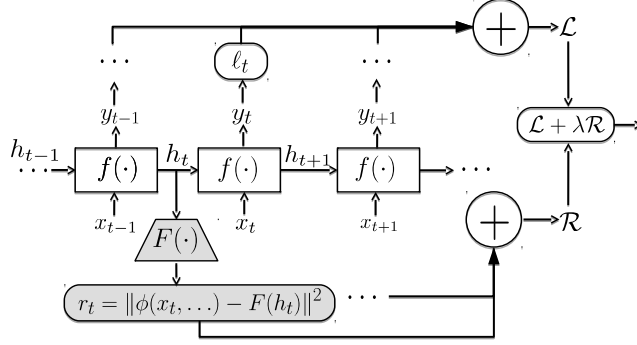 ⋯ ℓ_t ⋯ + → ℒ
y_{t−1} y_t y_{t+1} ℒ + λℛ
h_{t−1} f(·) h_t f(·) h_{t+1} f(·) ⋯
⋯
x_{t−1} x_t x_{t+1} + ℛ
F(·)
r_t = ‖ϕ(x_t, …) − F(h_t)‖² ⋯